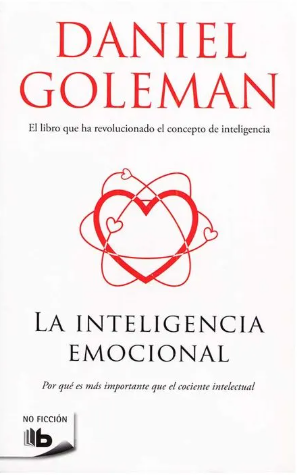 DANIEL
GOLEMAN
El libro que ha revolucionado el concepto de inteligencia
LA INTELIGENCIA
EMOCIONAL
Por qué es más importante que el cociente intelectual
NO FICCIÓN
b